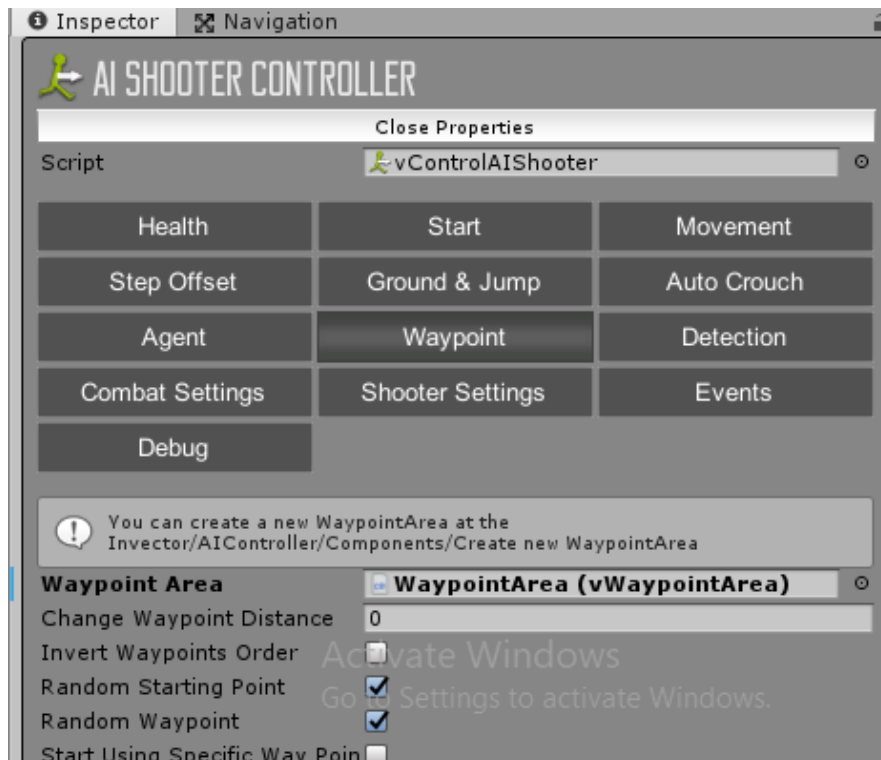 Inspector Navigation
AI SHOOTER CONTROLLER
Close Properties
Script vControlAIShooter
Health Start Movement
Step Offset Ground & Jump Auto Crouch
Agent Waypoint Detection
Combat Settings Shooter Settings Events
Debug
You can create a new WaypointArea at the
Invector/AIController/Components/Create new WaypointArea
Waypoint Area WaypointArea (vWaypointArea)
Change Waypoint Distance 0
Invert Waypoints Order
Activate Windows
Random Starting Point
Go to Settings to activate Windows.
Random Waypoint
Start Using Specific Way Poin